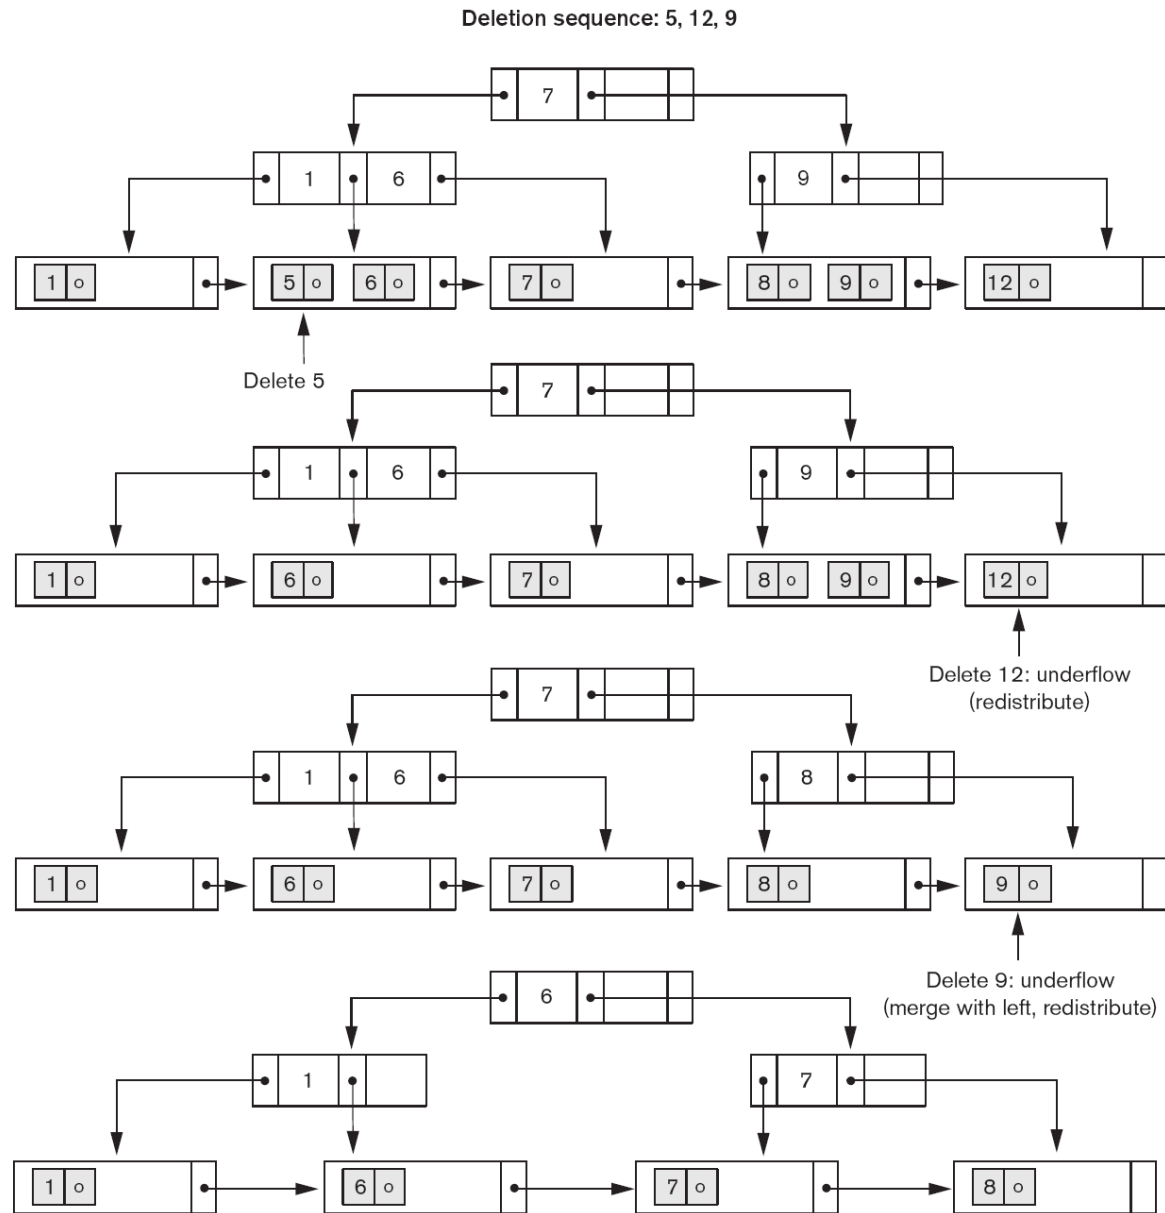 Deletion sequence: 5, 12, 9
7
1 6 9
1 o 5 o 6 o 7 o 8 o 9 o 12 o
Delete 5
7
1 6 9
1 o 6 o 7 o 8 o 9 o 12 o
Delete 12: underflow
(redistribute)
7
1 6 8
1 o 6 o 7 o 8 o 9 o
Delete 9: underflow
(merge with left, redistribute)
6
1 7
1 o 6 o 7 o 8 o